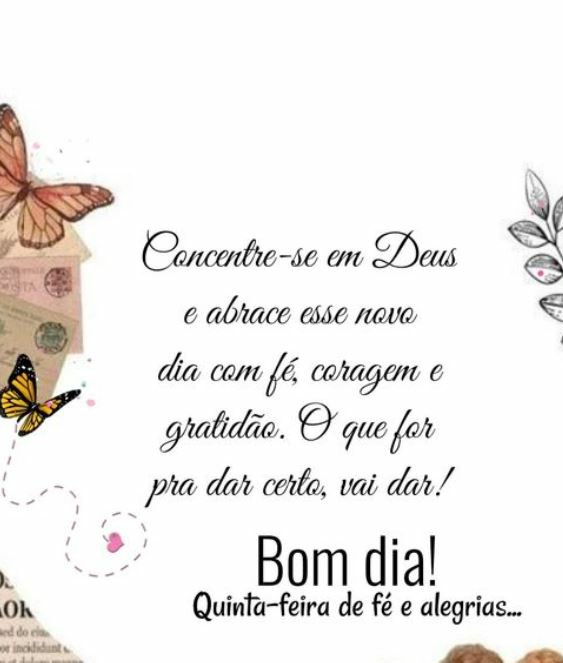 Concentre-se em Deus
e abrace esse novo
dia com fé, coragem e
gratidão. O que for
pra dar certo, vai dar!
Bom dia!
Quinta-feira de fé e alegrias...